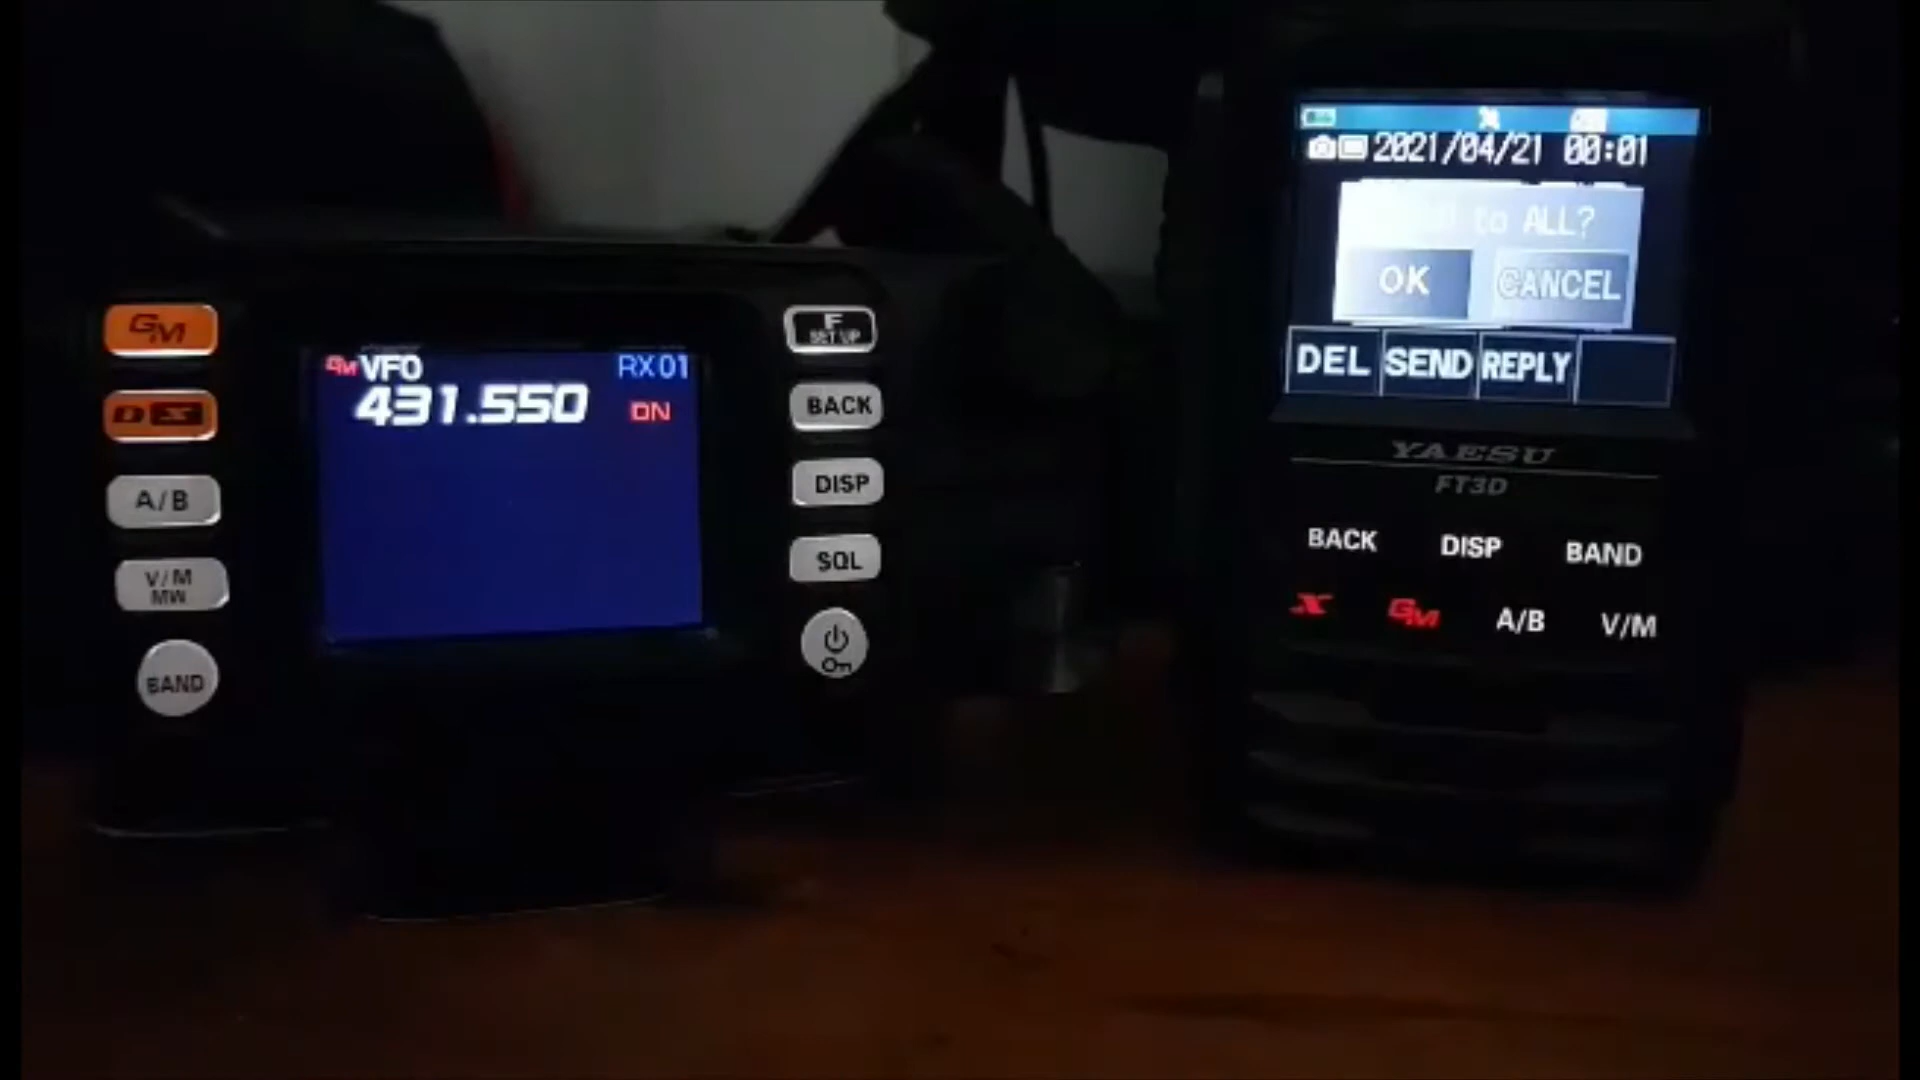 GM
VFO
RX01
431.550
DN
GM
A/B
V/M
MW
BAND
F
SET UP
BACK
DISP
SQL
2021/04/21 00:01
to ALL?
OK
CANCEL
DEL
SEND
REPLY
YAESU
FT3D
BACK
DISP
BAND
X
GM
A/B
V/M